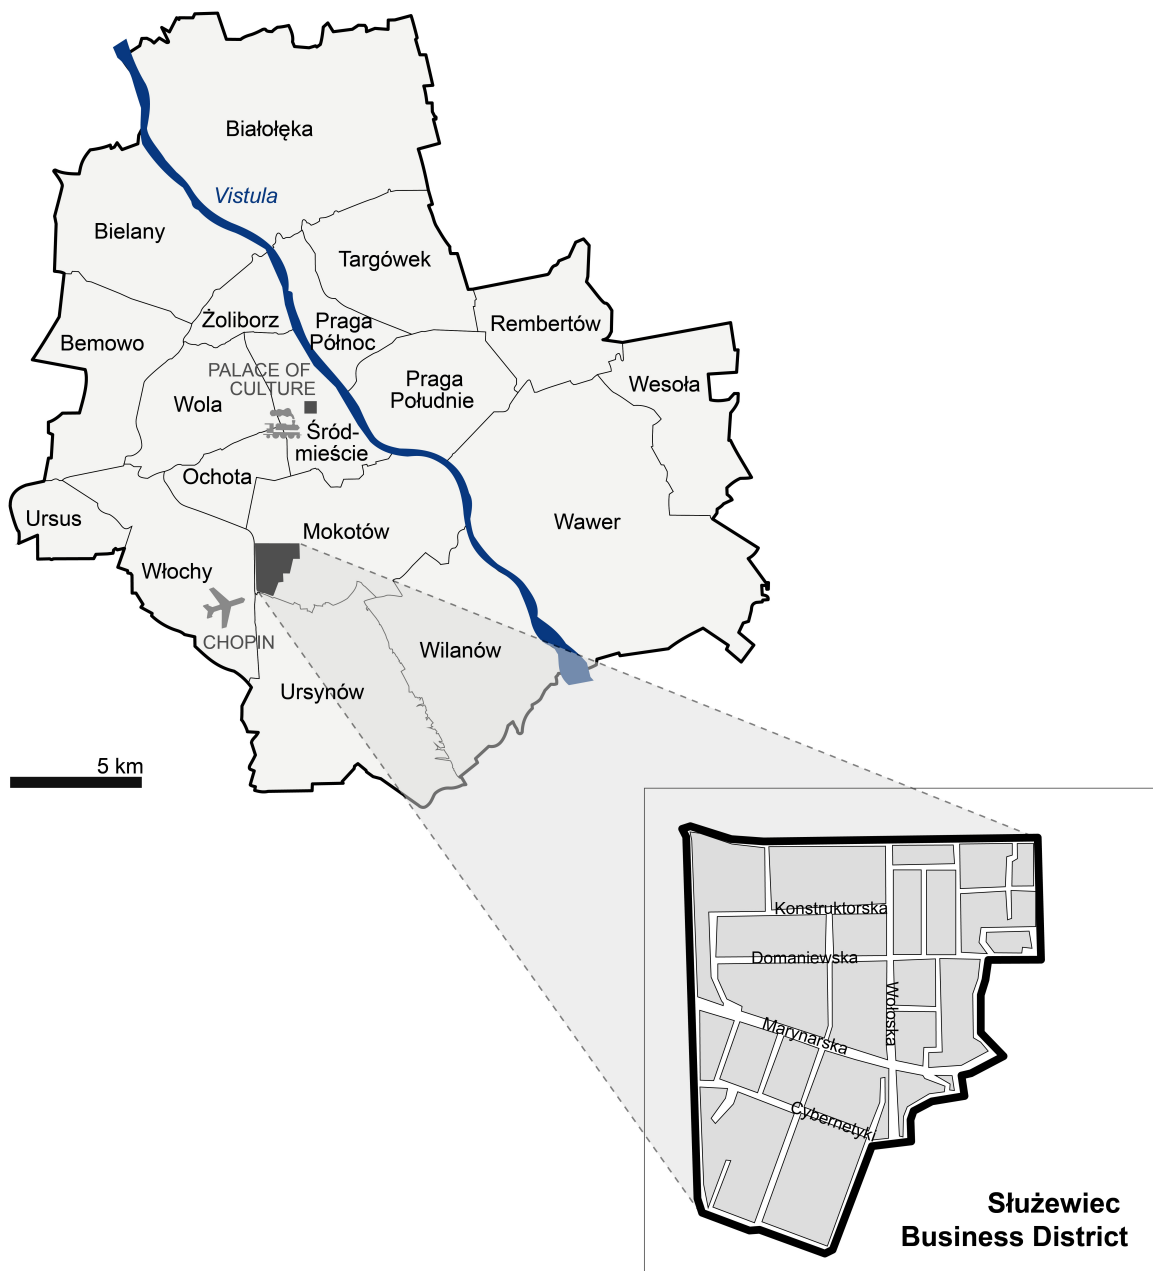 Białołęka
Vistula
Bielany
Targówek
Żoliborz
Praga
Północ
Rembertów
Bemowo
PALACE OF
CULTURE
Praga
Południe
Wesoła
Wola
Śród-
mieście
Ochota
Ursus
Mokotów
Wawer
Włochy
CHOPIN
Wilanów
Ursynów
5 km
Konstruktorska
Domaniewska
Wołoska
Marynarska
Cybernetyki
Służewiec
Business District